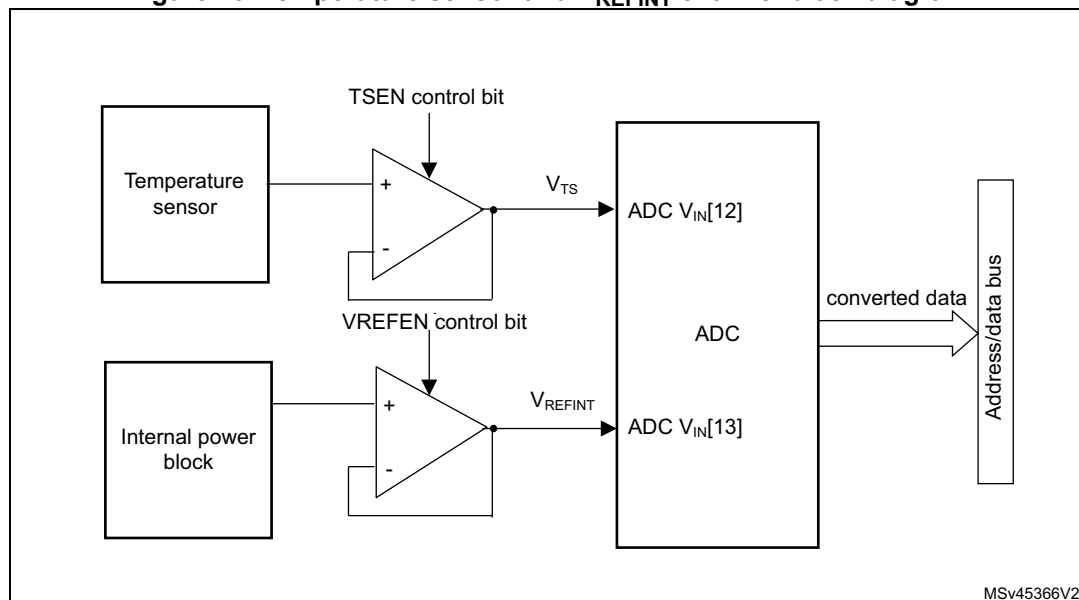 TSEN control bit
Temperature
sensor
+
-
V_TS
ADC V_IN[12]
VREFEN control bit
Internal power
block
+
-
V_REFINT
ADC V_IN[13]
ADC
converted data
Address/data bus
MSv45366V2